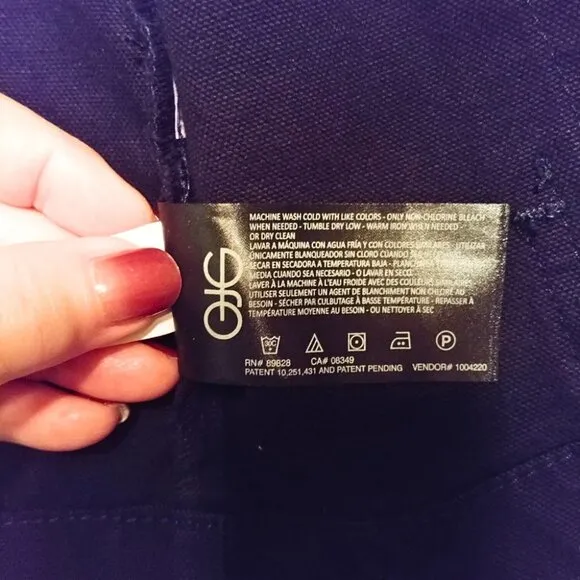 MACHINE WASH COLD WITH LIKE COLORS - ONLY NON-CHLORINE BLEACH
WHEN NEEDED - TUMBLE DRY LOW - WARM IRON WHEN NEEDED
OR DRY CLEAN
LAVAR A MÁQUINA CON AGUA FRÍA Y CON COLORES SIMILARES - UTILIZAR
ÚNICAMENTE BLANQUEADOR SIN CLORO CUANDO SEA NECESARIO
SECAR EN SECADORA A TEMPERATURA BAJA -
MEDIA CUANDO SEA NECESARIO - O LAVAR EN SECO
LAVER À LA MACHINE À L'EAU FROIDE AVEC DES COULEURS SIMILAIRES
UTILISER SEULEMENT UN AGENT DE BLANCHIMENT NON CHLORÉ AU
BESOIN - SÉCHER PAR CULBUTAGE À BASSE TEMPÉRATURE - REPASSER À
TEMPÉRATURE MOYENNE AU BESOIN - OU NETTOYER À SEC
30C P
RN# 89828 CA# 08349
PATENT 10,251,431 AND PATENT PENDING VENDOR# 1004220